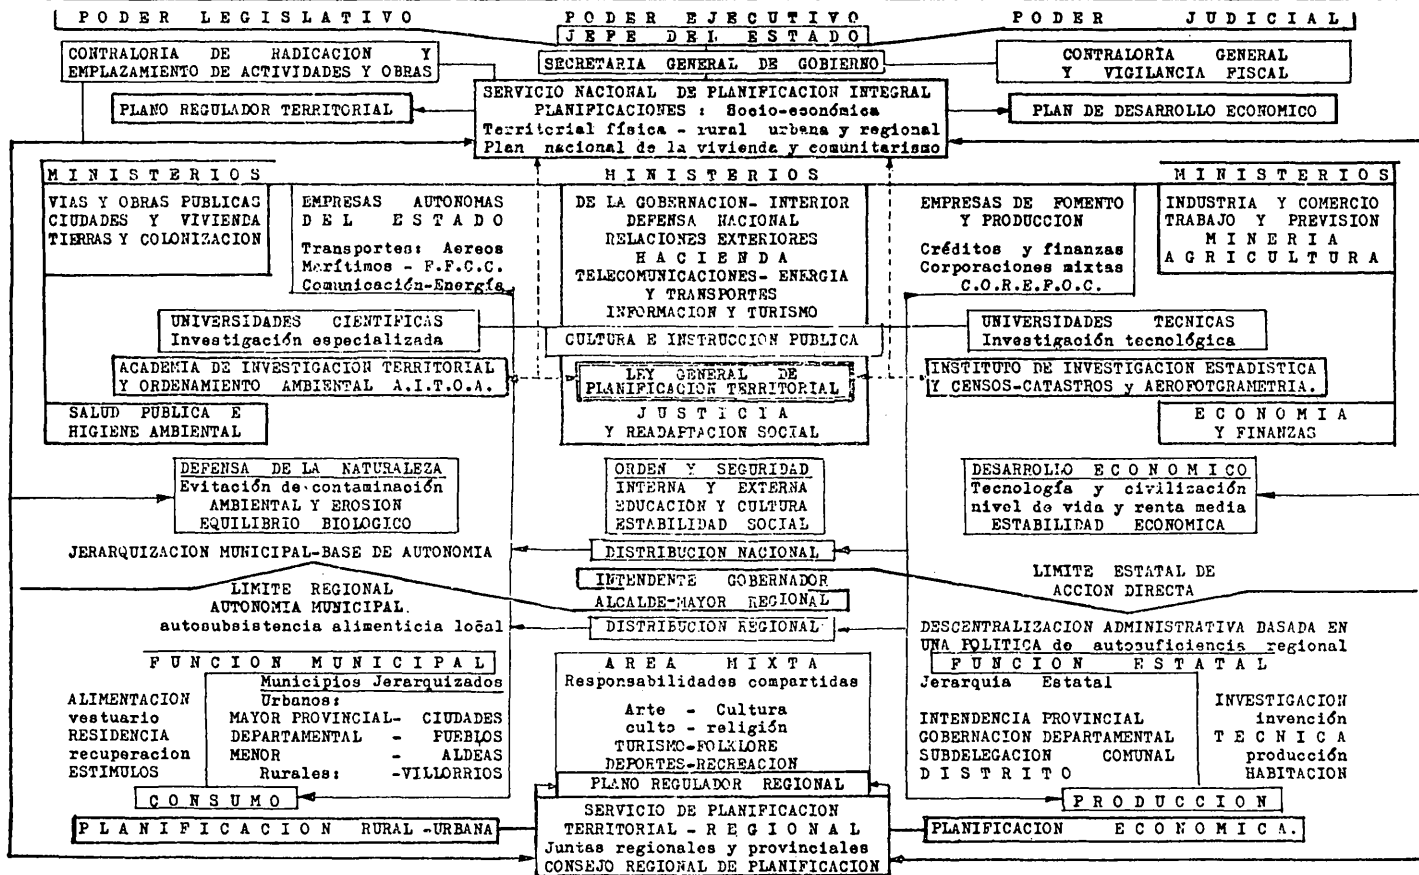 PODER LEGISLATIVO
PODER EJECUTIVO
JEFE DEL ESTADO
PODER JUDICIAL
CONTRALORIA DE RADICACION Y
EMPLAZAMIENTO DE ACTIVIDADES Y OBRAS
SECRETARIA GENERAL DE GOBIERNO
CONTRALORÌA GENERAL
Y VIGILANCIA FISCAL
PLANO REGULADOR TERRITORIAL
SERVICIO NACIONAL DE PLANIFICACION INTEGRAL
PLANIFICACIONES : Socio-económica
Territorial física - rural urbana y regional
Plan nacional de la vivienda y comunitarismo
PLAN DE DESARROLLO ECONOMICO
MINISTERIOS
VIAS Y OBRAS PUBLICAS
CIUDADES Y VIVIENDA
TIERRAS Y COLONIZACION
EMPRESAS AUTONOMAS
DEL ESTADO
Transportes: Aereos
Marítimos - F.F.C.C.
Comunicación-Energía
MINISTERIOS
DE LA GOBERNACION- INTERIOR
DEFENSA NACIONAL
RELACIONES EXTERIORES
HACIENDA
TELECOMUNICACIONES- ENERGIA
Y TRANSPORTES
INFORMACION Y TURISMO
EMPRESAS DE FOMENTO
Y PRODUCCION
Créditos y finanzas
Corporaciones mixtas
C.O.R.E.F.O.C.
MINISTERIOS
INDUSTRIA Y COMERCIO
TRABAJO Y PREVISION
MINERIA
AGRICULTURA
UNIVERSIDADES CIENTIFICAS
Investigación especializada
CULTURA E INSTRUCCION PUBLICA
UNIVERSIDADES TECNICAS
Investigación tecnológica
ACADEMIA DE INVESTIGACION TERRITORIAL
Y ORDENAMIENTO AMBIENTAL A.I.T.O.A.
LEY GENERAL DE
PLANIFICACION TERRITORIAL
INSTITUTO DE INVESTIGACION ESTADISTICA
Y CENSOS-CATASTROS y AEROFOTGRAMETRIA.
SALUD PUBLICA E
HIGIENE AMBIENTAL
JUSTICIA
Y READAPTACION SOCIAL
ECONOMIA
Y FINANZAS
DEFENSA DE LA NATURALEZA
Evitación de contaminación
AMBIENTAL Y EROSION
EQUILIBRIO BIOLOGICO
ORDEN Y SEGURIDAD
INTERNA Y EXTERNA
EDUCACION Y CULTURA
ESTABILIDAD SOCIAL
DESARROLLO ECONOMICO
Tecnología y civilización
nivel de vida y renta media
ESTABILIDAD ECONOMICA
JERARQUIZACION MUNICIPAL-BASE DE AUTONOMIA
DISTRIBUCION NACIONAL
LIMITE REGIONAL
AUTONOMIA MUNICIPAL.
autosubsistencia alimenticia local
INTENDENTE GOBERNADOR
ALCALDE-MAYOR REGIONAL
DISTRIBUCION REGIONAL
LIMITE ESTATAL DE
ACCION DIRECTA
DESCENTRALIZACION ADMINISTRATIVA BASADA EN
UNA POLITICA de autosuficiencia regional
FUNCION MUNICIPAL
Municipios Jerarquizados
ALIMENTACION
vestuario
RESIDENCIA
recuperacion
ESTIMULOS
Urbanos:
MAYOR PROVINCIAL- CIUDADES
DEPARTAMENTAL - PUEBLOS
MENOR - ALDEAS
Rurales: -VILLORRIOS
CONSUMO
PLANIFICACION RURAL-URBANA
AREA MIXTA
Responsabilidades compartidas
Arte - Cultura
culto - religión
TURISMO-FOLKLORE
DEPORTES-RECREACION
PLANO REGULADOR REGIONAL
SERVICIO DE PLANIFICACION
TERRITORIAL - REGIONAL
Juntas regionales y provinciales
CONSEJO REGIONAL DE PLANIFICACION
FUNCION ESTATAL
Jerarquia Estatal
INTENDENCIA PROVINCIAL
GOBERNACION DEPARTAMENTAL
SUBDELEGACION COMUNAL
DISTRITO
INVESTIGACION
invención
TECNICA
producción
HABITACION
PRODUCCION
PLANIFICACION ECONOMICA.